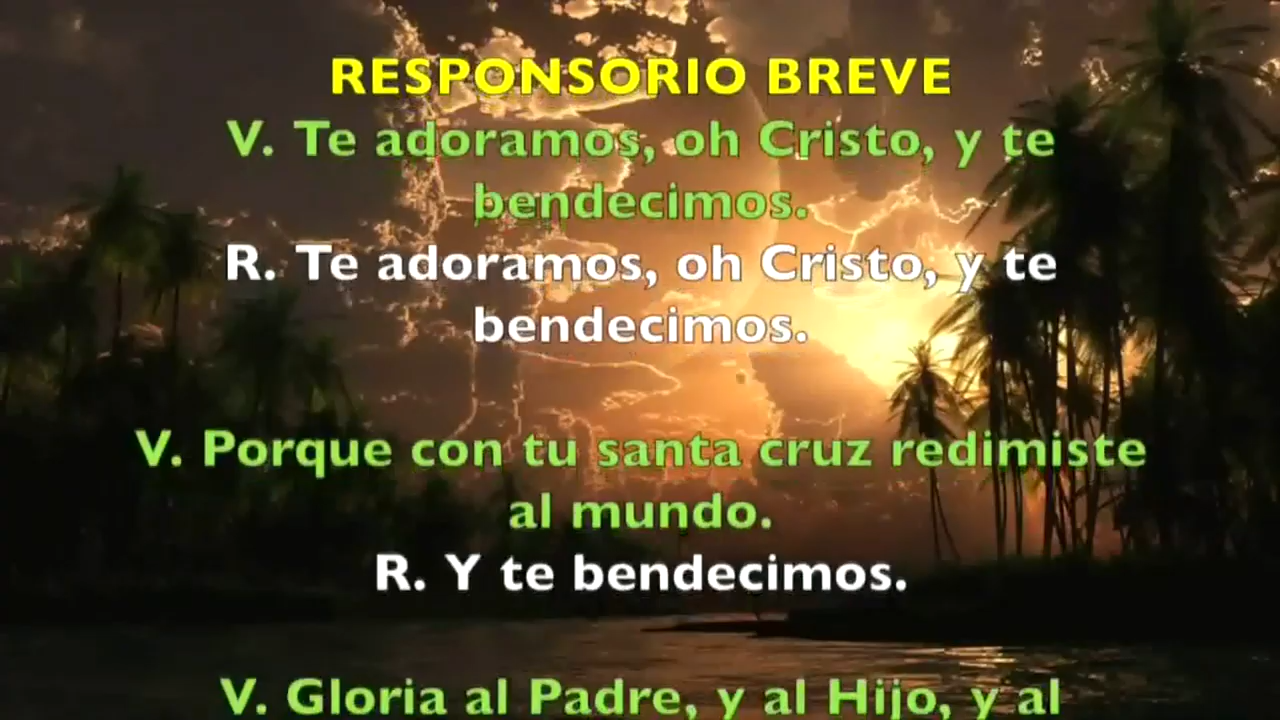 RESPONSORIO BREVE
V. Te adoramos, oh Cristo, y te
bendecimos.
R. Te adoramos, oh Cristo, y te
bendecimos.
V. Porque con tu santa cruz redimiste
al mundo.
R. Y te bendecimos.
V. Gloria al Padre, y al Hijo, y al